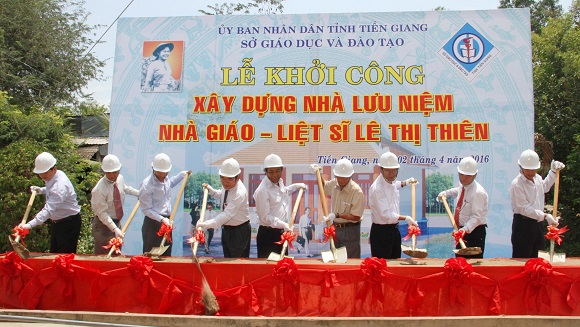 ỦY BAN NHÂN DÂN TỈNH TIỀN GIANG
SỞ GIÁO DỤC VÀ ĐÀO TẠO
LỄ KHỞI CÔNG
XÂY DỰNG NHÀ LƯU NIỆM
NHÀ GIÁO – LIỆT SĨ LÊ THỊ THIÊN
Tiền Giang, 02 tháng 4 năm 2016